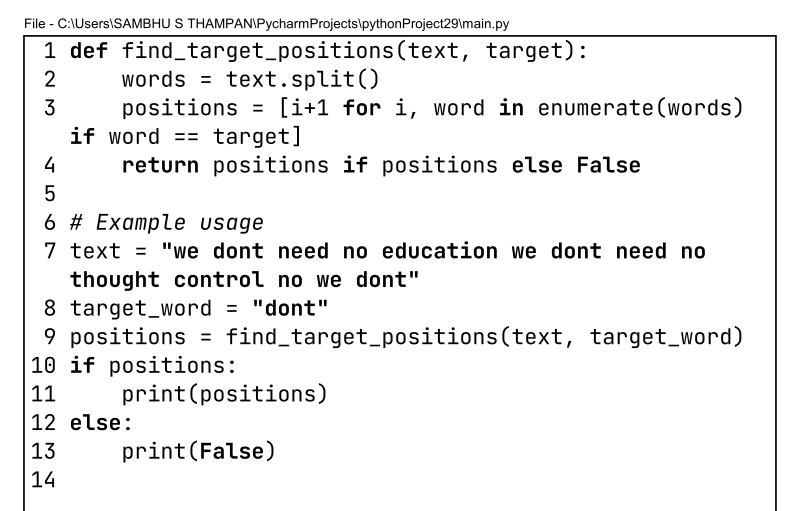 File - C:\Users\SAMBHU S THAMPAN\PycharmProjects\pythonProject29\main.py
1 def find_target_positions(text, target):
2     words = text.split()
3     positions = [i+1 for i, word in enumerate(words)
if word == target]
4     return positions if positions else False
5
6 # Example usage
7 text = "we dont need no education we dont need no
thought control no we dont"
8 target_word = "dont"
9 positions = find_target_positions(text, target_word)
10 if positions:
11     print(positions)
12 else:
13     print(False)
14